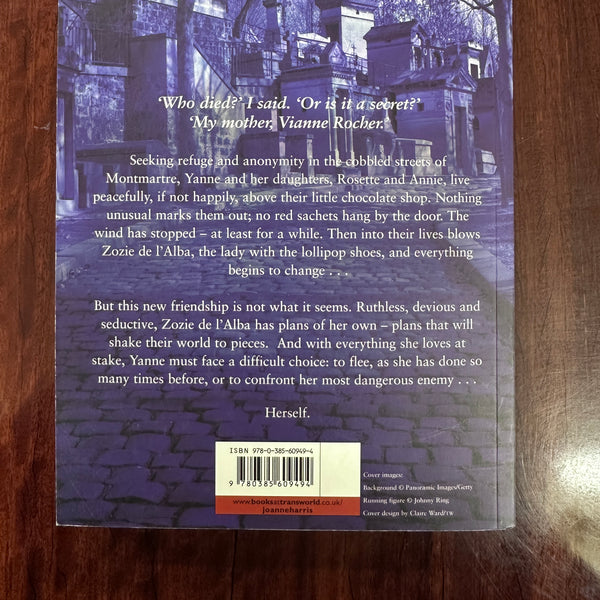 ‘Who died?’ I said. ‘Or is it a secret?’
‘My mother, Vianne Rocher.’
Seeking refuge and anonymity in the cobbled streets of
Montmartre, Yanne and her daughters, Rosette and Annie, live
peacefully, if not happily, above their little chocolate shop. Nothing
unusual marks them out; no red sachets hang by the door. The
wind has stopped – at least for a while. Then into their lives blows
Zozie de l’Alba, the lady with the lollipop shoes, and everything
begins to change . . .
But this new friendship is not what it seems. Ruthless, devious and
seductive, Zozie de l’Alba has plans of her own – plans that will
shake their world to pieces.  And with everything she loves at
stake, Yanne must face a difficult choice: to flee, as she has done so
many times before, or to confront her most dangerous enemy . . .
Herself.
ISBN 978-0-385-60949-4
9 780385 609494
www.booksattransworld.co.uk/
joanneharris
Cover images:
Background © Panoramic Images/Getty
Running figure © Johnny Ring
Cover design by Claire Ward/TW